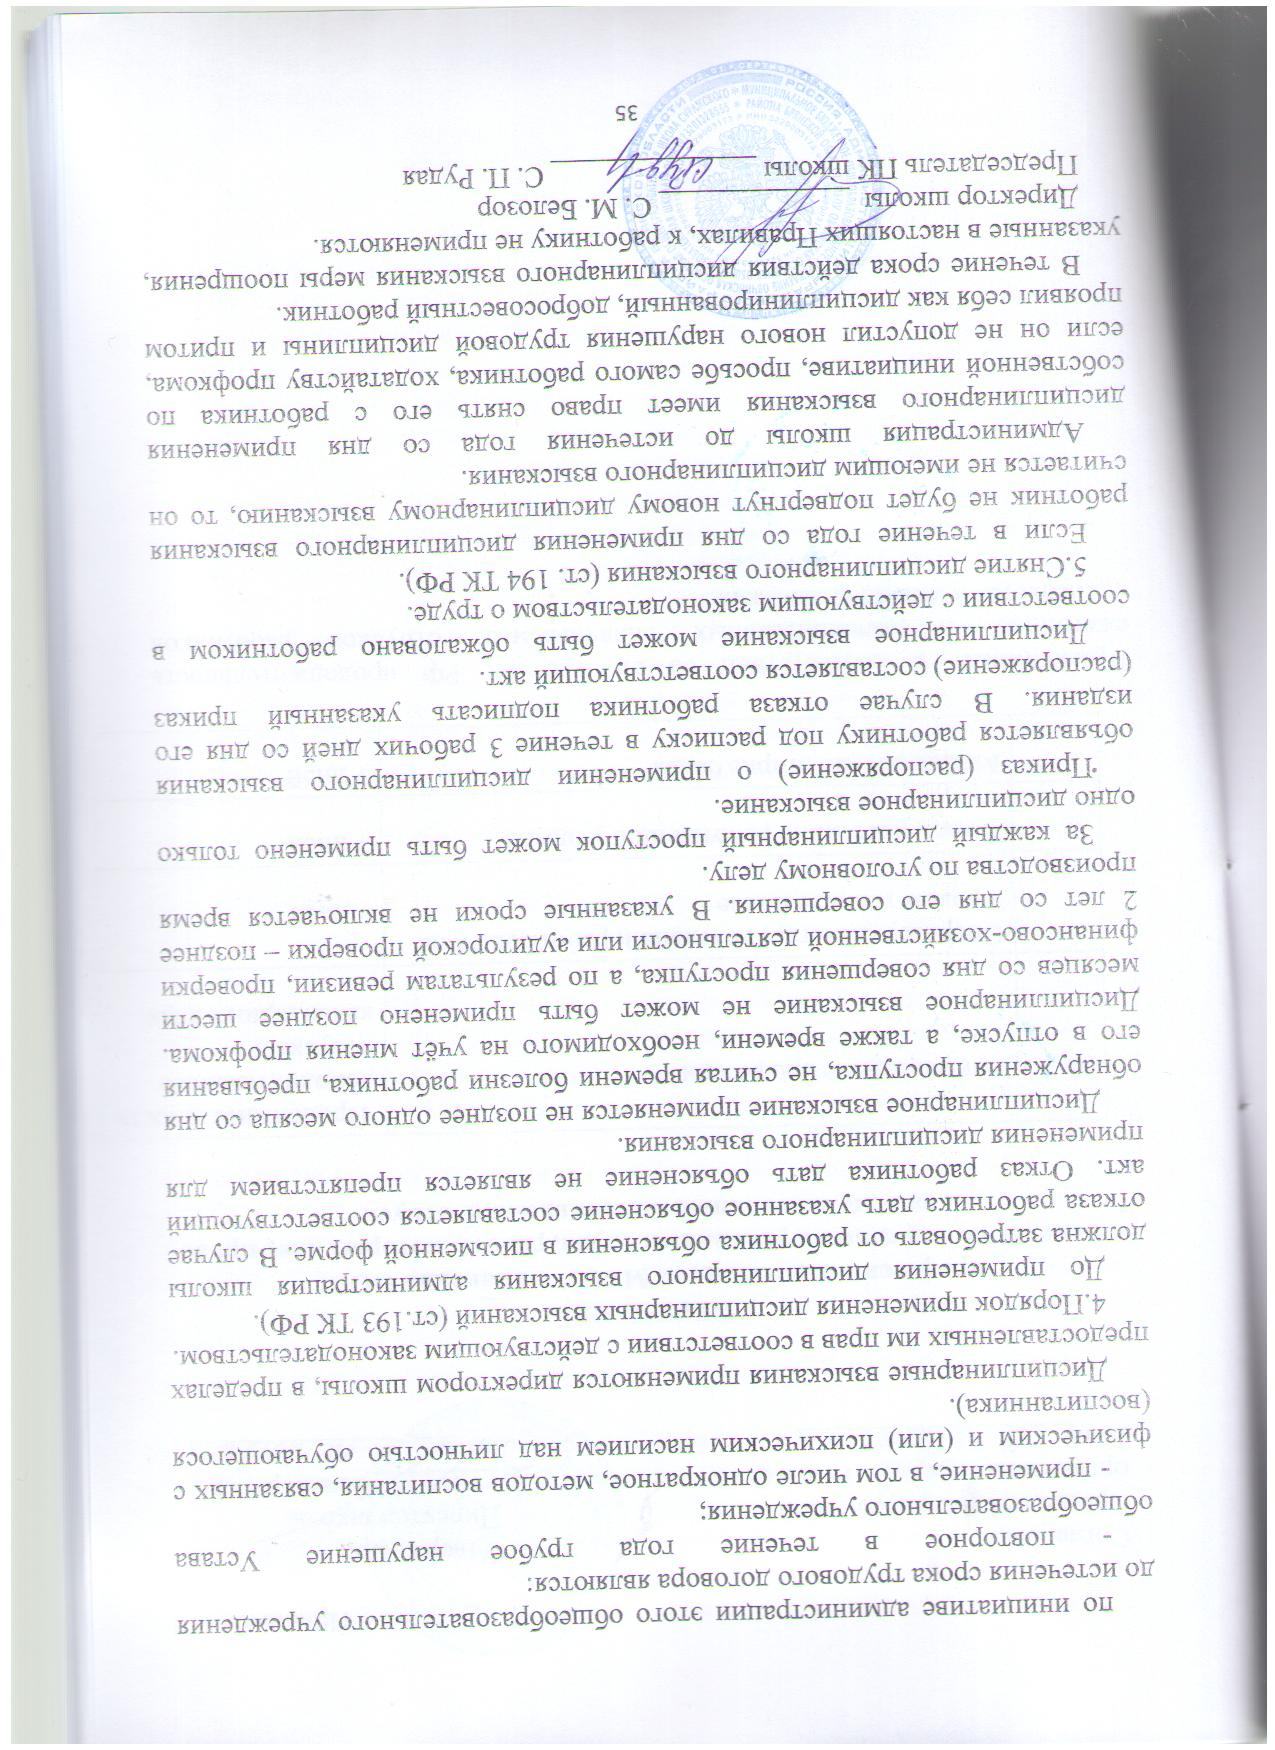 по инициативе администрации этого общеобразовательного учреждения
до истечения срока трудового договора являются:
- повторное в течение года грубое нарушение Устава
общеобразовательного учреждения;
- применение, в том числе однократное, методов воспитания, связанных с
физическим и (или) психическим насилием над личностью обучающегося
(воспитанника).
Дисциплинарные взыскания применяются директором школы, в пределах
предоставленных им прав в соответствии с действующим законодательством.
4.Порядок применения дисциплинарных взысканий (ст.193 ТК РФ).
До применения дисциплинарного взыскания администрация школы
должна затребовать от работника объяснения в письменной форме. В случае
отказа работника дать указанное объяснение составляется соответствующий
акт. Отказ работника дать объяснение не является препятствием для
применения дисциплинарного взыскания.
Дисциплинарное взыскание применяется не позднее одного месяца со дня
обнаружения проступка, не считая времени болезни работника, пребывания
его в отпуске, а также времени, необходимого на учёт мнения профкома.
Дисциплинарное взыскание не может быть применено позднее шести
месяцев со дня совершения проступка, а по результатам ревизии, проверки
финансово-хозяйственной деятельности или аудиторской проверки – позднее
2 лет со дня его совершения. В указанные сроки не включается время
производства по уголовному делу.
За каждый дисциплинарный проступок может быть применено только
одно дисциплинарное взыскание.
Приказ (распоряжение) о применении дисциплинарного взыскания
объявляется работнику под расписку в течение 3 рабочих дней со дня его
издания. В случае отказа работника подписать указанный приказ
(распоряжение) составляется соответствующий акт.
Дисциплинарное взыскание может быть обжаловано работником в
соответствии с действующим законодательством о труде.
5.Снятие дисциплинарного взыскания (ст. 194 ТК РФ).
Если в течение года со дня применения дисциплинарного взыскания
работник не будет подвергнут новому дисциплинарному взысканию, то он
считается не имеющим дисциплинарного взыскания.
Администрация школы до истечения года со дня применения
дисциплинарного взыскания имеет право снять его с работника по
собственной инициативе, просьбе самого работника, ходатайству профкома,
если он не допустил нового нарушения трудовой дисциплины и притом
проявил себя как дисциплинированный, добросовестный работник.
В течение срока действия дисциплинарного взыскания меры поощрения,
указанные в настоящих Правилах, к работнику не применяются.
Директор школы С. М. Белозор
Председатель ПК школы С. П. Рудая
35